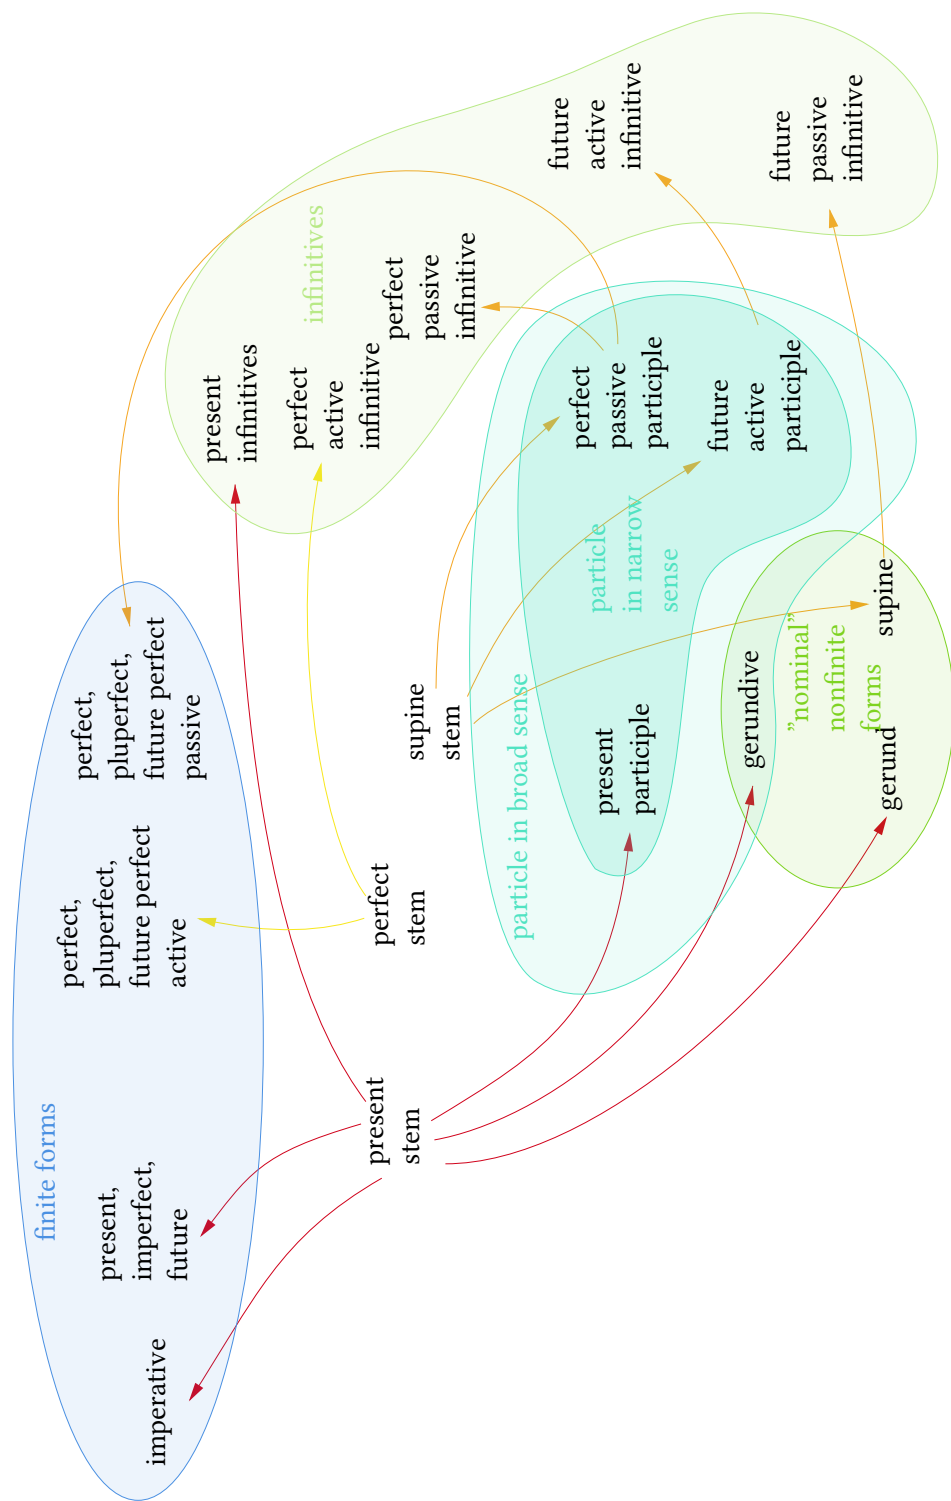 finite forms
imperative
present,
imperfect,
future
perfect,
pluperfect,
future perfect
active
perfect,
pluperfect,
future perfect
passive
present
stem
perfect
stem
supine
stem
present
infinitives
perfect
active
infinitive
infinitives
perfect
passive
infinitive
future
active
infinitive
future
passive
infinitive
particle in broad sense
particle
in narrow
sense
present
participle
perfect
passive
participle
future
active
participle
gerundive
”nominal”
nonfinite
forms
gerund
supine